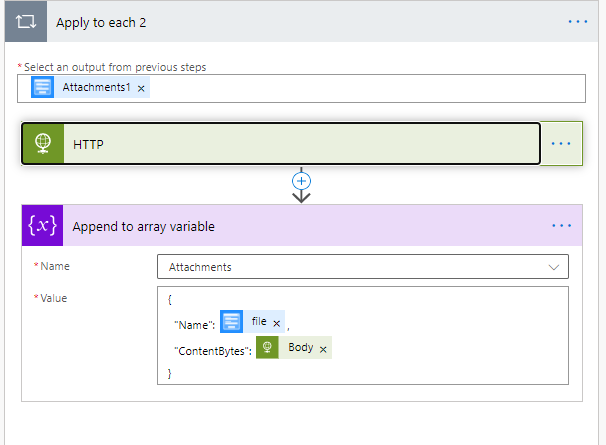 Apply to each 2
* Select an output from previous steps
Attachments1 ×
HTTP
{x} Append to array variable
* Name Attachments
* Value {
"Name": file × ,
"ContentBytes": Body ×
}